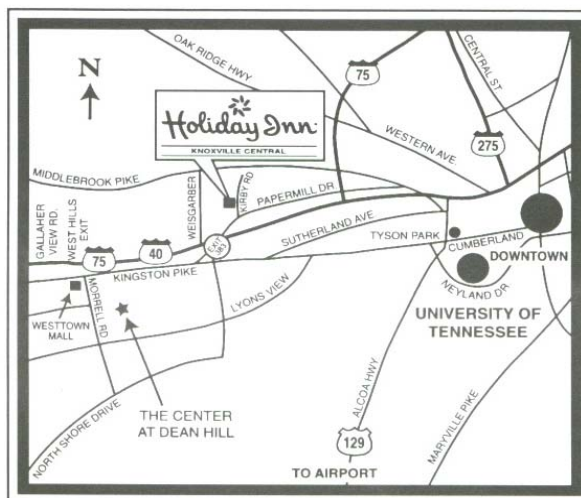 N
OAK RIDGE HWY
75
CENTRAL ST.
Holiday Inn
KNOXVILLE CENTRAL
WESTERN AVE.
275
MIDDLEBROOK PIKE
KIRBY RD
PAPERMILL DR
WEISGARBER
GALLAHER
VIEW RD.
WEST HILLS
EXIT
SUTHERLAND AVE
TYSON PARK
CUMBERLAND
75
40
EXIT
383
KINGSTON PIKE
DOWNTOWN
NEYLAND DR
WESTTOWN
MALL
MORRELL RD
LYONS VIEW
UNIVERSITY OF
TENNESSEE
THE CENTER
AT DEAN HILL
NORTH SHORE DRIVE
ALCOA HWY
MARYVILLE PIKE
129
TO AIRPORT